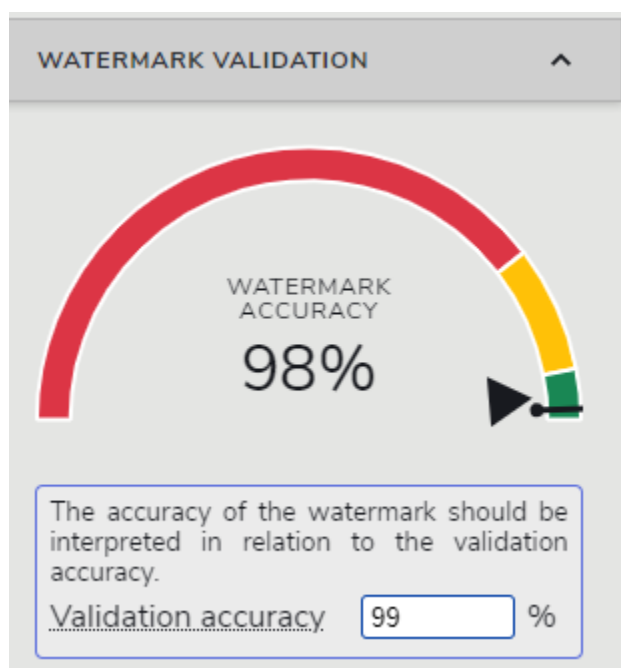 WATERMARK VALIDATION
WATERMARK
ACCURACY
98%
The accuracy of the watermark should be
interpreted in relation to the validation
accuracy.
Validation accuracy 99 %